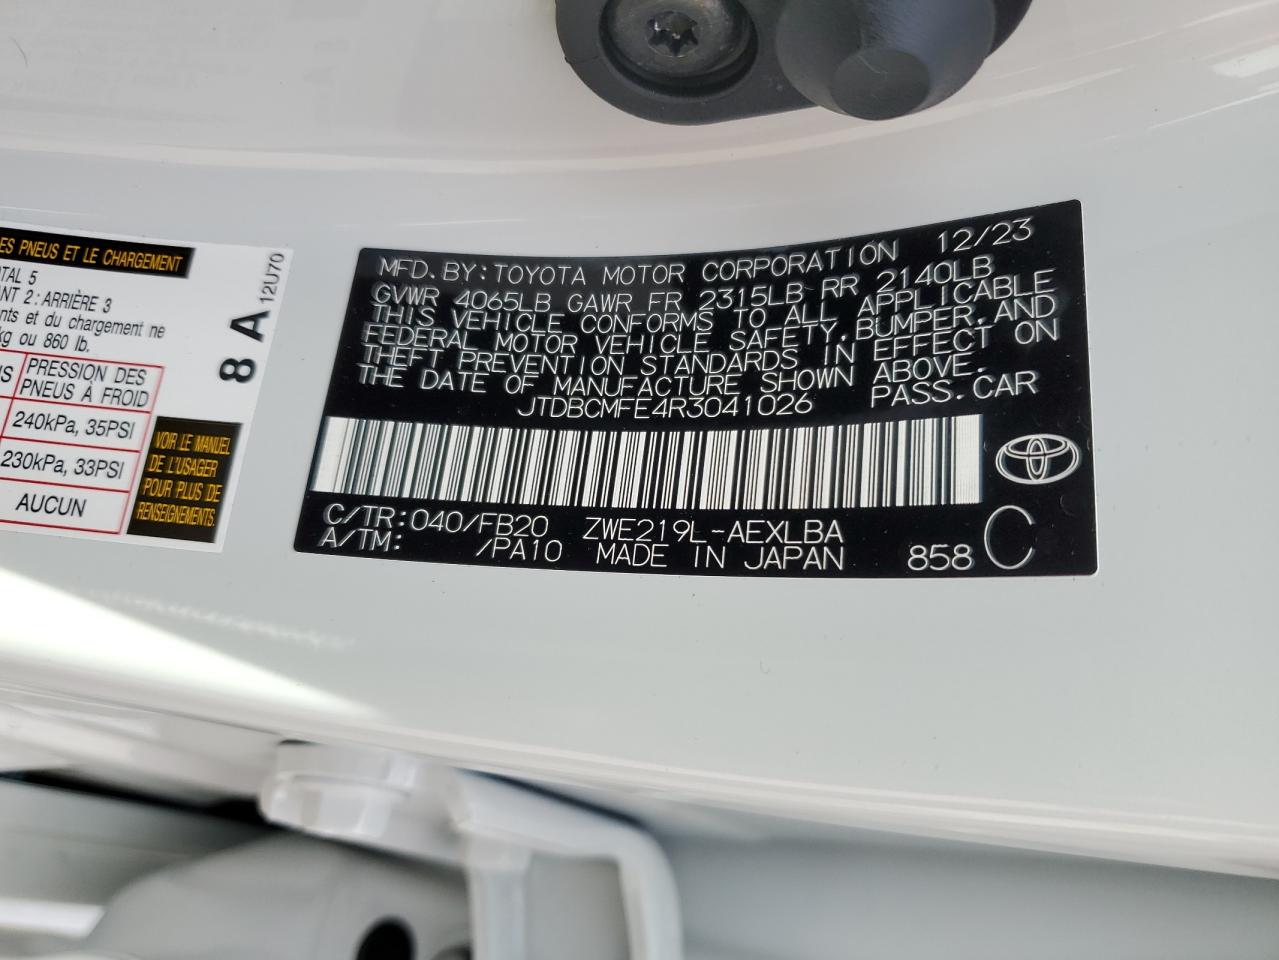 ES PNEUS ET LE CHARGEMENT
TAL 5
ANT 2 : ARRIÈRE 3
nts et du chargement ne
kg ou 860 lb.
PRESSION DES
PNEUS À FROID
240kPa, 35PSI
230kPa, 33PSI
AUCUN
VOIR LE MANUEL
DE L'USAGER
POUR PLUS DE
RENSEIGNEMENTS.
8 A
12U70
MFD. BY: TOYOTA MOTOR CORPORATION 12/23
GVWR 4065LB GAWR FR 2315LB RR 2140LB
THIS VEHICLE CONFORMS TO ALL APPLICABLE
FEDERAL MOTOR VEHICLE SAFETY, BUMPER, AND
THEFT PREVENTION STANDARDS IN EFFECT ON
THE DATE OF MANUFACTURE SHOWN ABOVE.
JTDBCMFE4R3041026 PASS. CAR
C/TR: 040/FB20 ZWE219L-AEXLBA
A/TM: /PA10 MADE IN JAPAN 858 C